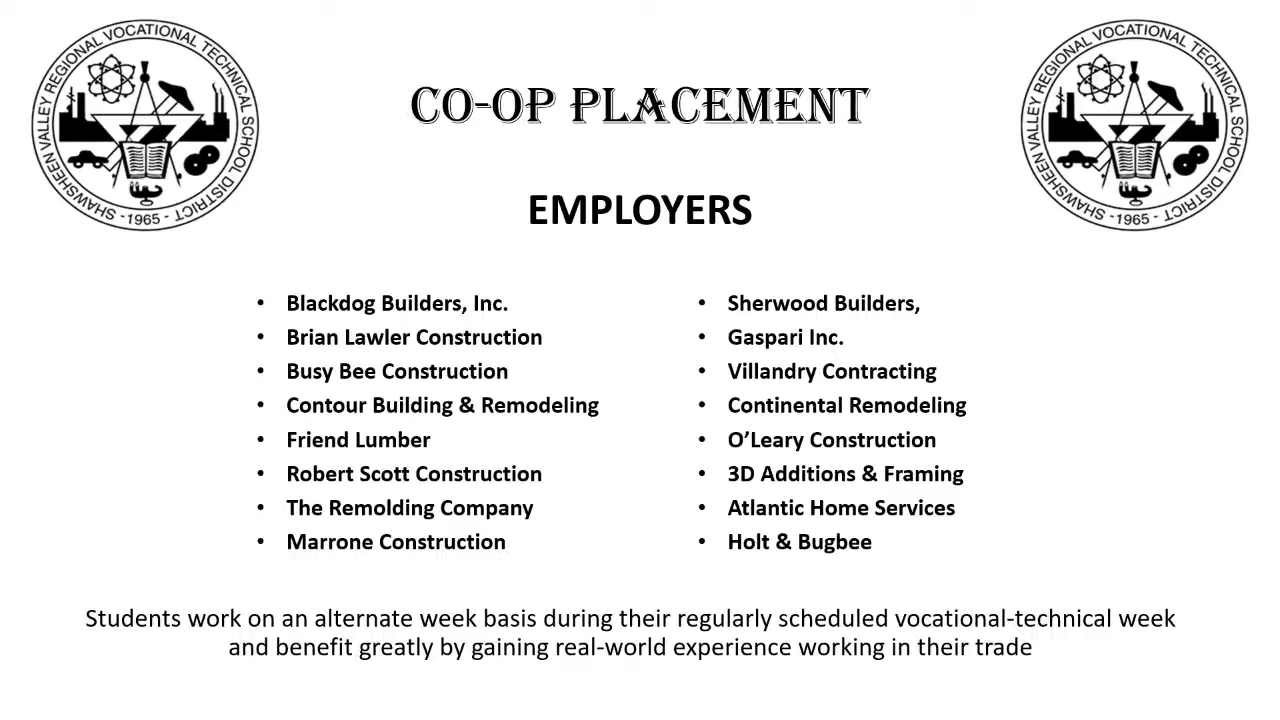 SHAWSHEEN VALLEY REGIONAL VOCATIONAL TECHNICAL SCHOOL DISTRICT
-1965-
SHAWSHEEN VALLEY REGIONAL VOCATIONAL TECHNICAL SCHOOL DISTRICT
-1965-
CO-OP PLACEMENT
EMPLOYERS
• Blackdog Builders, Inc.
• Brian Lawler Construction
• Busy Bee Construction
• Contour Building & Remodeling
• Friend Lumber
• Robert Scott Construction
• The Remolding Company
• Marrone Construction
• Sherwood Builders,
• Gaspari Inc.
• Villandry Contracting
• Continental Remodeling
• O’Leary Construction
• 3D Additions & Framing
• Atlantic Home Services
• Holt & Bugbee
Students work on an alternate week basis during their regularly scheduled vocational-technical week
and benefit greatly by gaining real-world experience working in their trade